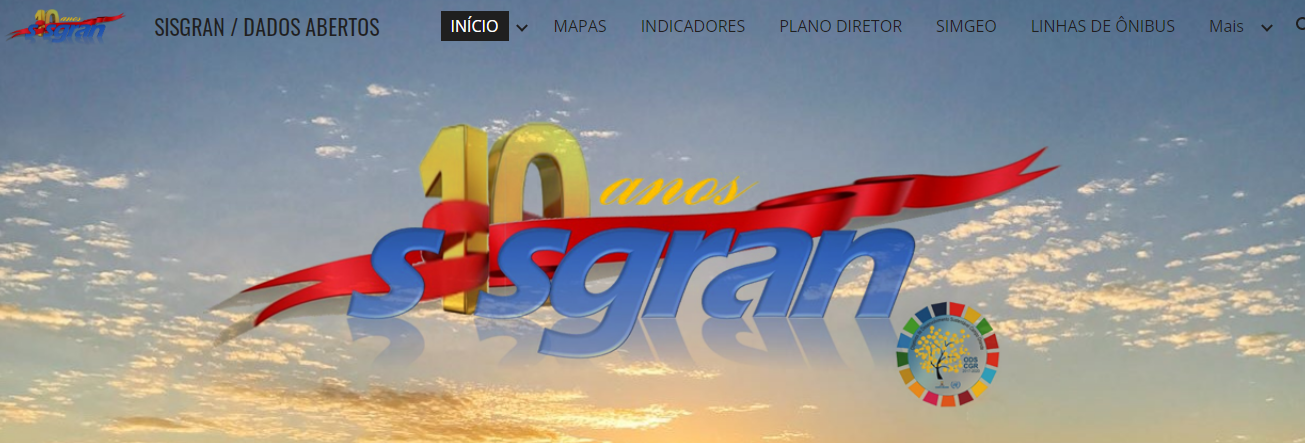 10 anos
sisgran
SISGRAN / DADOS ABERTOS
INÍCIO
MAPAS
INDICADORES
PLANO DIRETOR
SIMGEO
LINHAS DE ÔNIBUS
Mais
10 anos
sisgran
ODS
CGR